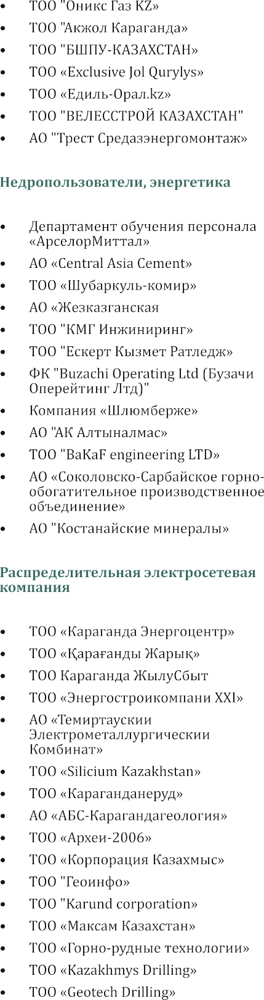 • ТОО "Оникс Газ KZ»
• ТОО "Акжол Караганда»
• ТОО "БШПУ-КАЗАХСТАН»
• ТОО «Exclusive Jol Qurylys»
• ТОО «Едиль-Орал.kz»
• ТОО "ВЕЛЕССТРОЙ КАЗАХСТАН"
• АО "Трест Средазэнергомонтаж»
Недропользователи, энергетика
• Департамент обучения персонала
«АрселорМиттал»
• АО «Central Asia Cement»
• ТОО «Шубаркуль-комир»
• АО «Жезказганская
• ТОО "КМГ Инжиниринг»
• ТОО "Ескерт Кызмет Ратледж»
• ФК "Buzachi Operating Ltd (Бузачи
Оперейтинг Лтд)"
• Компания «Шлюмберже»
• АО "АК Алтыналмас»
• ТОО "BaKaF engineering LTD»
• АО «Соколовско-Сарбайское горно-
обогатительное производственное
объединение»
• АО "Костанайские минералы»
Распределительная электросетевая
компания
• ТОО «Караганда Энергоцентр»
• ТОО «Қарағанды Жарық»
• ТОО Караганда ЖылуСбыт
• ТОО «Энергостроикомпани XXI»
• АО «Темиртаускии
Электрометаллургическии
Комбинат»
• ТОО «Silicium Kazakhstan»
• ТОО «Караганданеруд»
• АО «АБС-Карагандагеология»
• ТОО «Археи-2006»
• ТОО «Корпорация Казахмыс»
• ТОО "Геоинфо»
• ТОО "Karund corporation»
• ТОО «Максам Казахстан»
• ТОО «Горно-рудные технологии»
• ТОО «Kazakhmys Drilling»
• ТОО «Geotech Drilling»